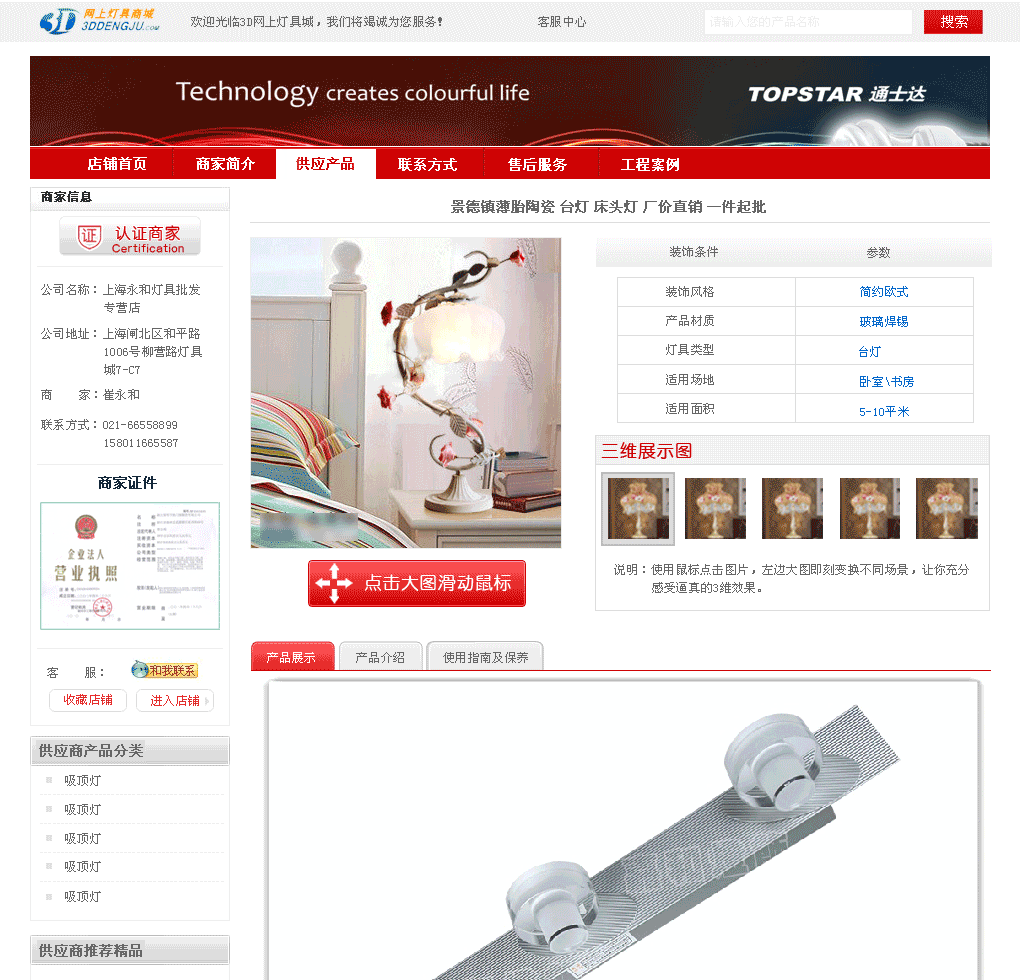 网上灯具商城
3DDENGJU.com
欢迎光临3D网上灯具城，我们将竭诚为您服务！
客服中心
请输入您的产品名称
搜索
Technology creates colourful life
TOPSTAR 通士达
店铺首页 商家简介 供应产品 联系方式 售后服务 工程案例
商家信息
认证商家
Certification
公司名称：上海永和灯具批发
专营店
公司地址：上海闸北区和平路
1006号柳营路灯具
城7-C7
商 家：崔永和
联系方式：021-66558899
158011665587
商家证件
企业法人
营业执照
客 服：
和我联系
收藏店铺 进入店铺
供应商产品分类
吸顶灯
吸顶灯
吸顶灯
吸顶灯
吸顶灯
供应商推荐精品
景德镇薄胎陶瓷 台灯 床头灯 厂价直销 一件起批
点击大图滑动鼠标
装饰条件 参数
装饰风格 简约欧式
产品材质 玻璃焊锡
灯具类型 台灯
适用场地 卧室\书房
适用面积 5-10平米
三维展示图
说明：使用鼠标点击图片，左边大图即刻变换不同场景，让你充分
感受逼真的3维效果。
产品展示 产品介绍 使用指南及保养